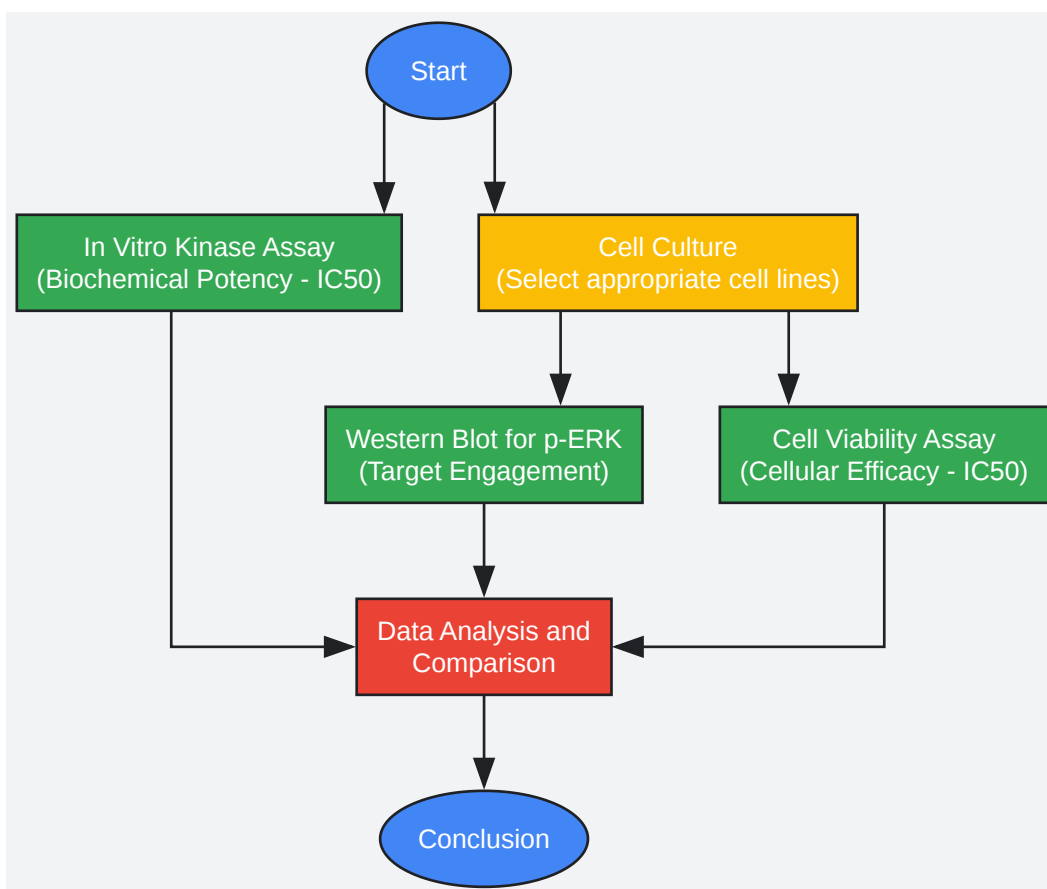 Start
In Vitro Kinase Assay
(Biochemical Potency - IC50)
Cell Culture
(Select appropriate cell lines)
Western Blot for p-ERK
(Target Engagement)
Cell Viability Assay
(Cellular Efficacy - IC50)
Data Analysis and
Comparison
Conclusion